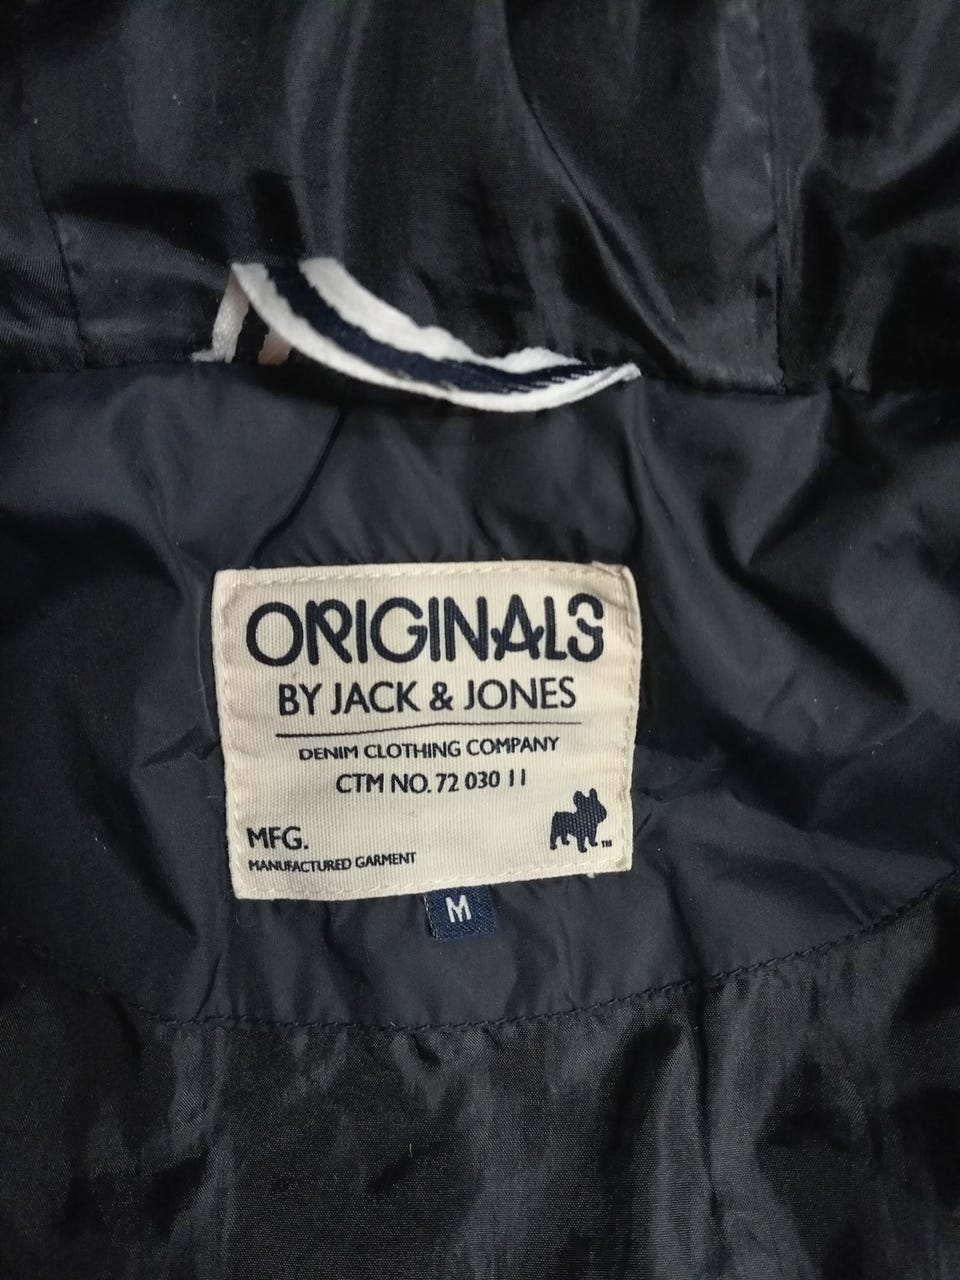 ORIGINALS
BY JACK & JONES
DENIM CLOTHING COMPANY
CTM NO. 72 030 11
MFG.
MANUFACTURED GARMENT
TM
M